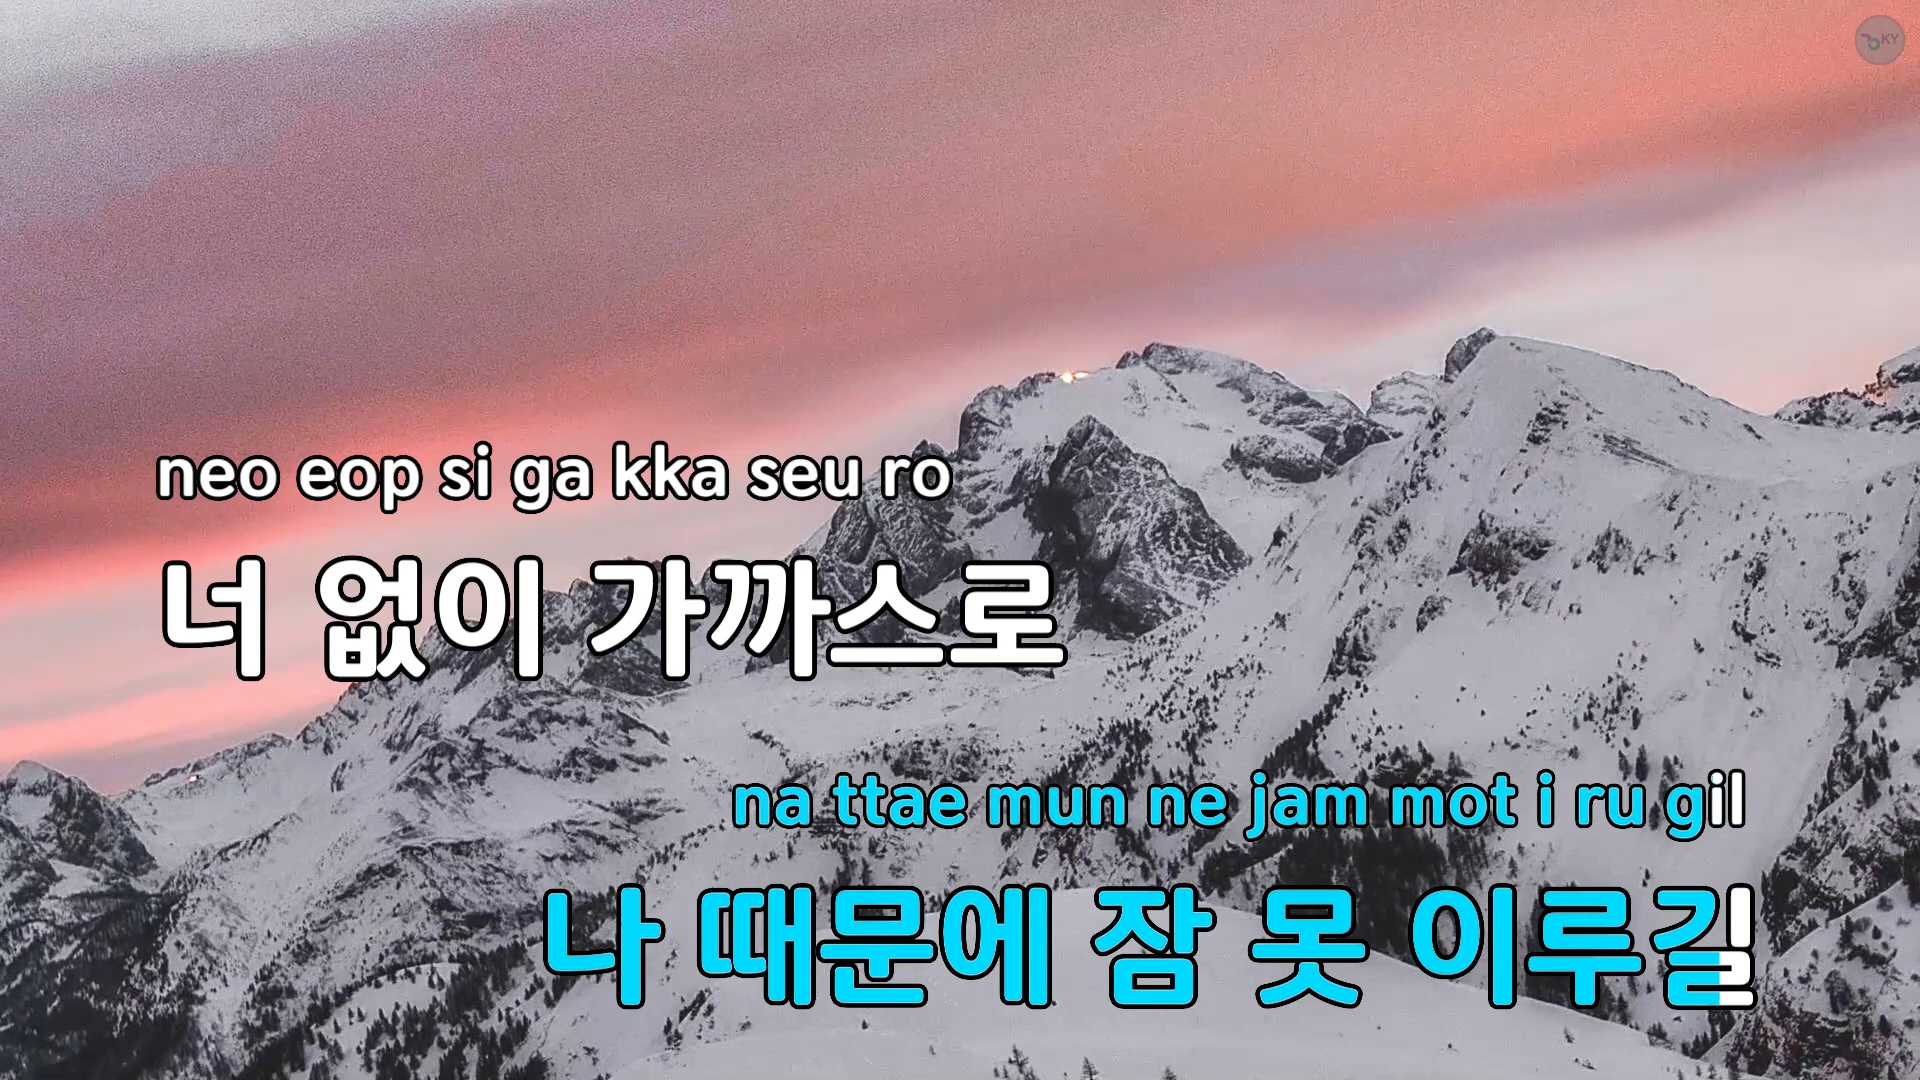 KY
neo eop si ga kka seu ro
너 없이 가까스로
na ttae mun ne jam mot i ru gil
나 때문에 잠 못 이루길